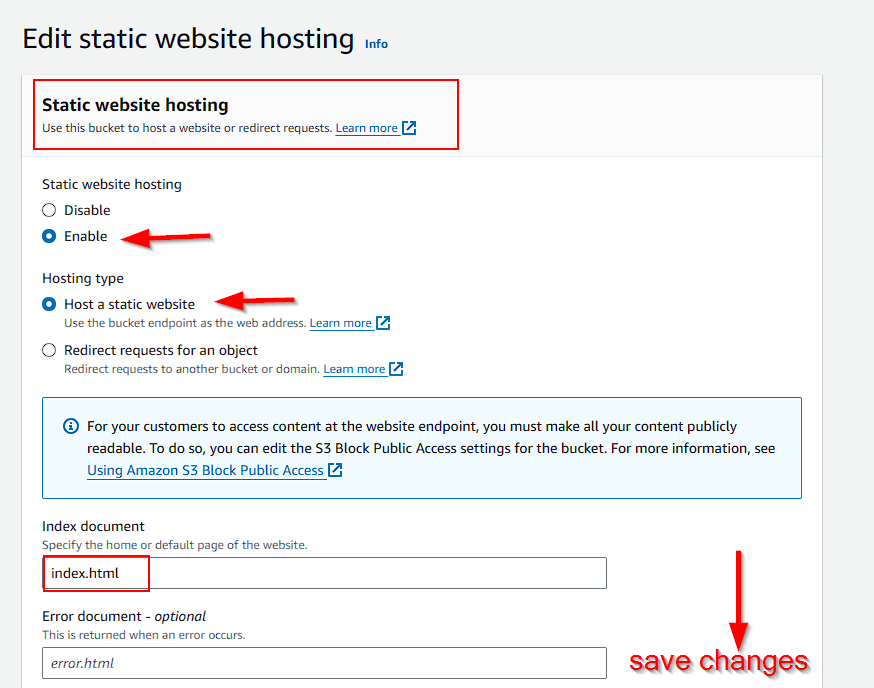 Edit static website hosting Info
Static website hosting
Use this bucket to host a website or redirect requests. Learn more
Static website hosting
Disable
Enable
Hosting type
Host a static website
Use the bucket endpoint as the web address. Learn more
Redirect requests for an object
Redirect requests to another bucket or domain. Learn more
For your customers to access content at the website endpoint, you must make all your content publicly
readable. To do so, you can edit the S3 Block Public Access settings for the bucket. For more information, see
Using Amazon S3 Block Public Access
Index document
Specify the home or default page of the website.
index.html
Error document - optional
This is returned when an error occurs.
error.html
save changes